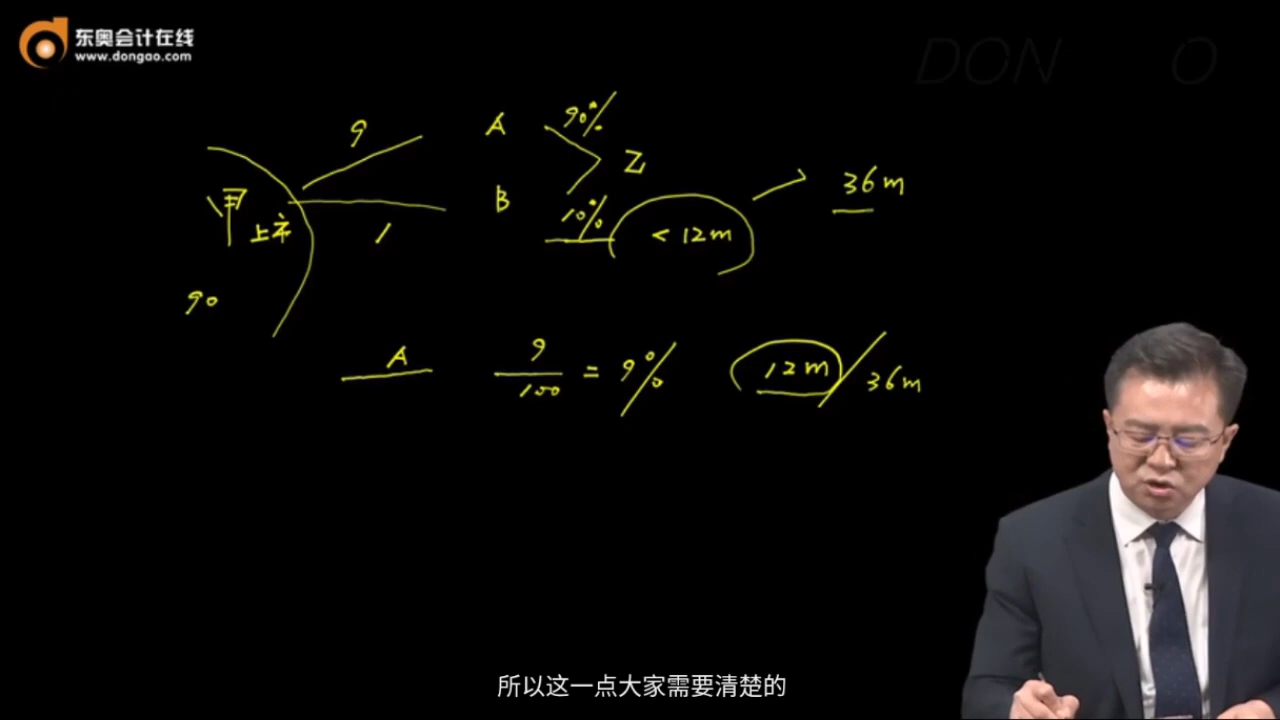 东奥会计在线
www.dongao.com
DON O
9 A 90%
甲 上市 B 乙 36m
1 10% < 12m
90
A 9/100 = 9% 12m/36m
所以这一点大家需要清楚的